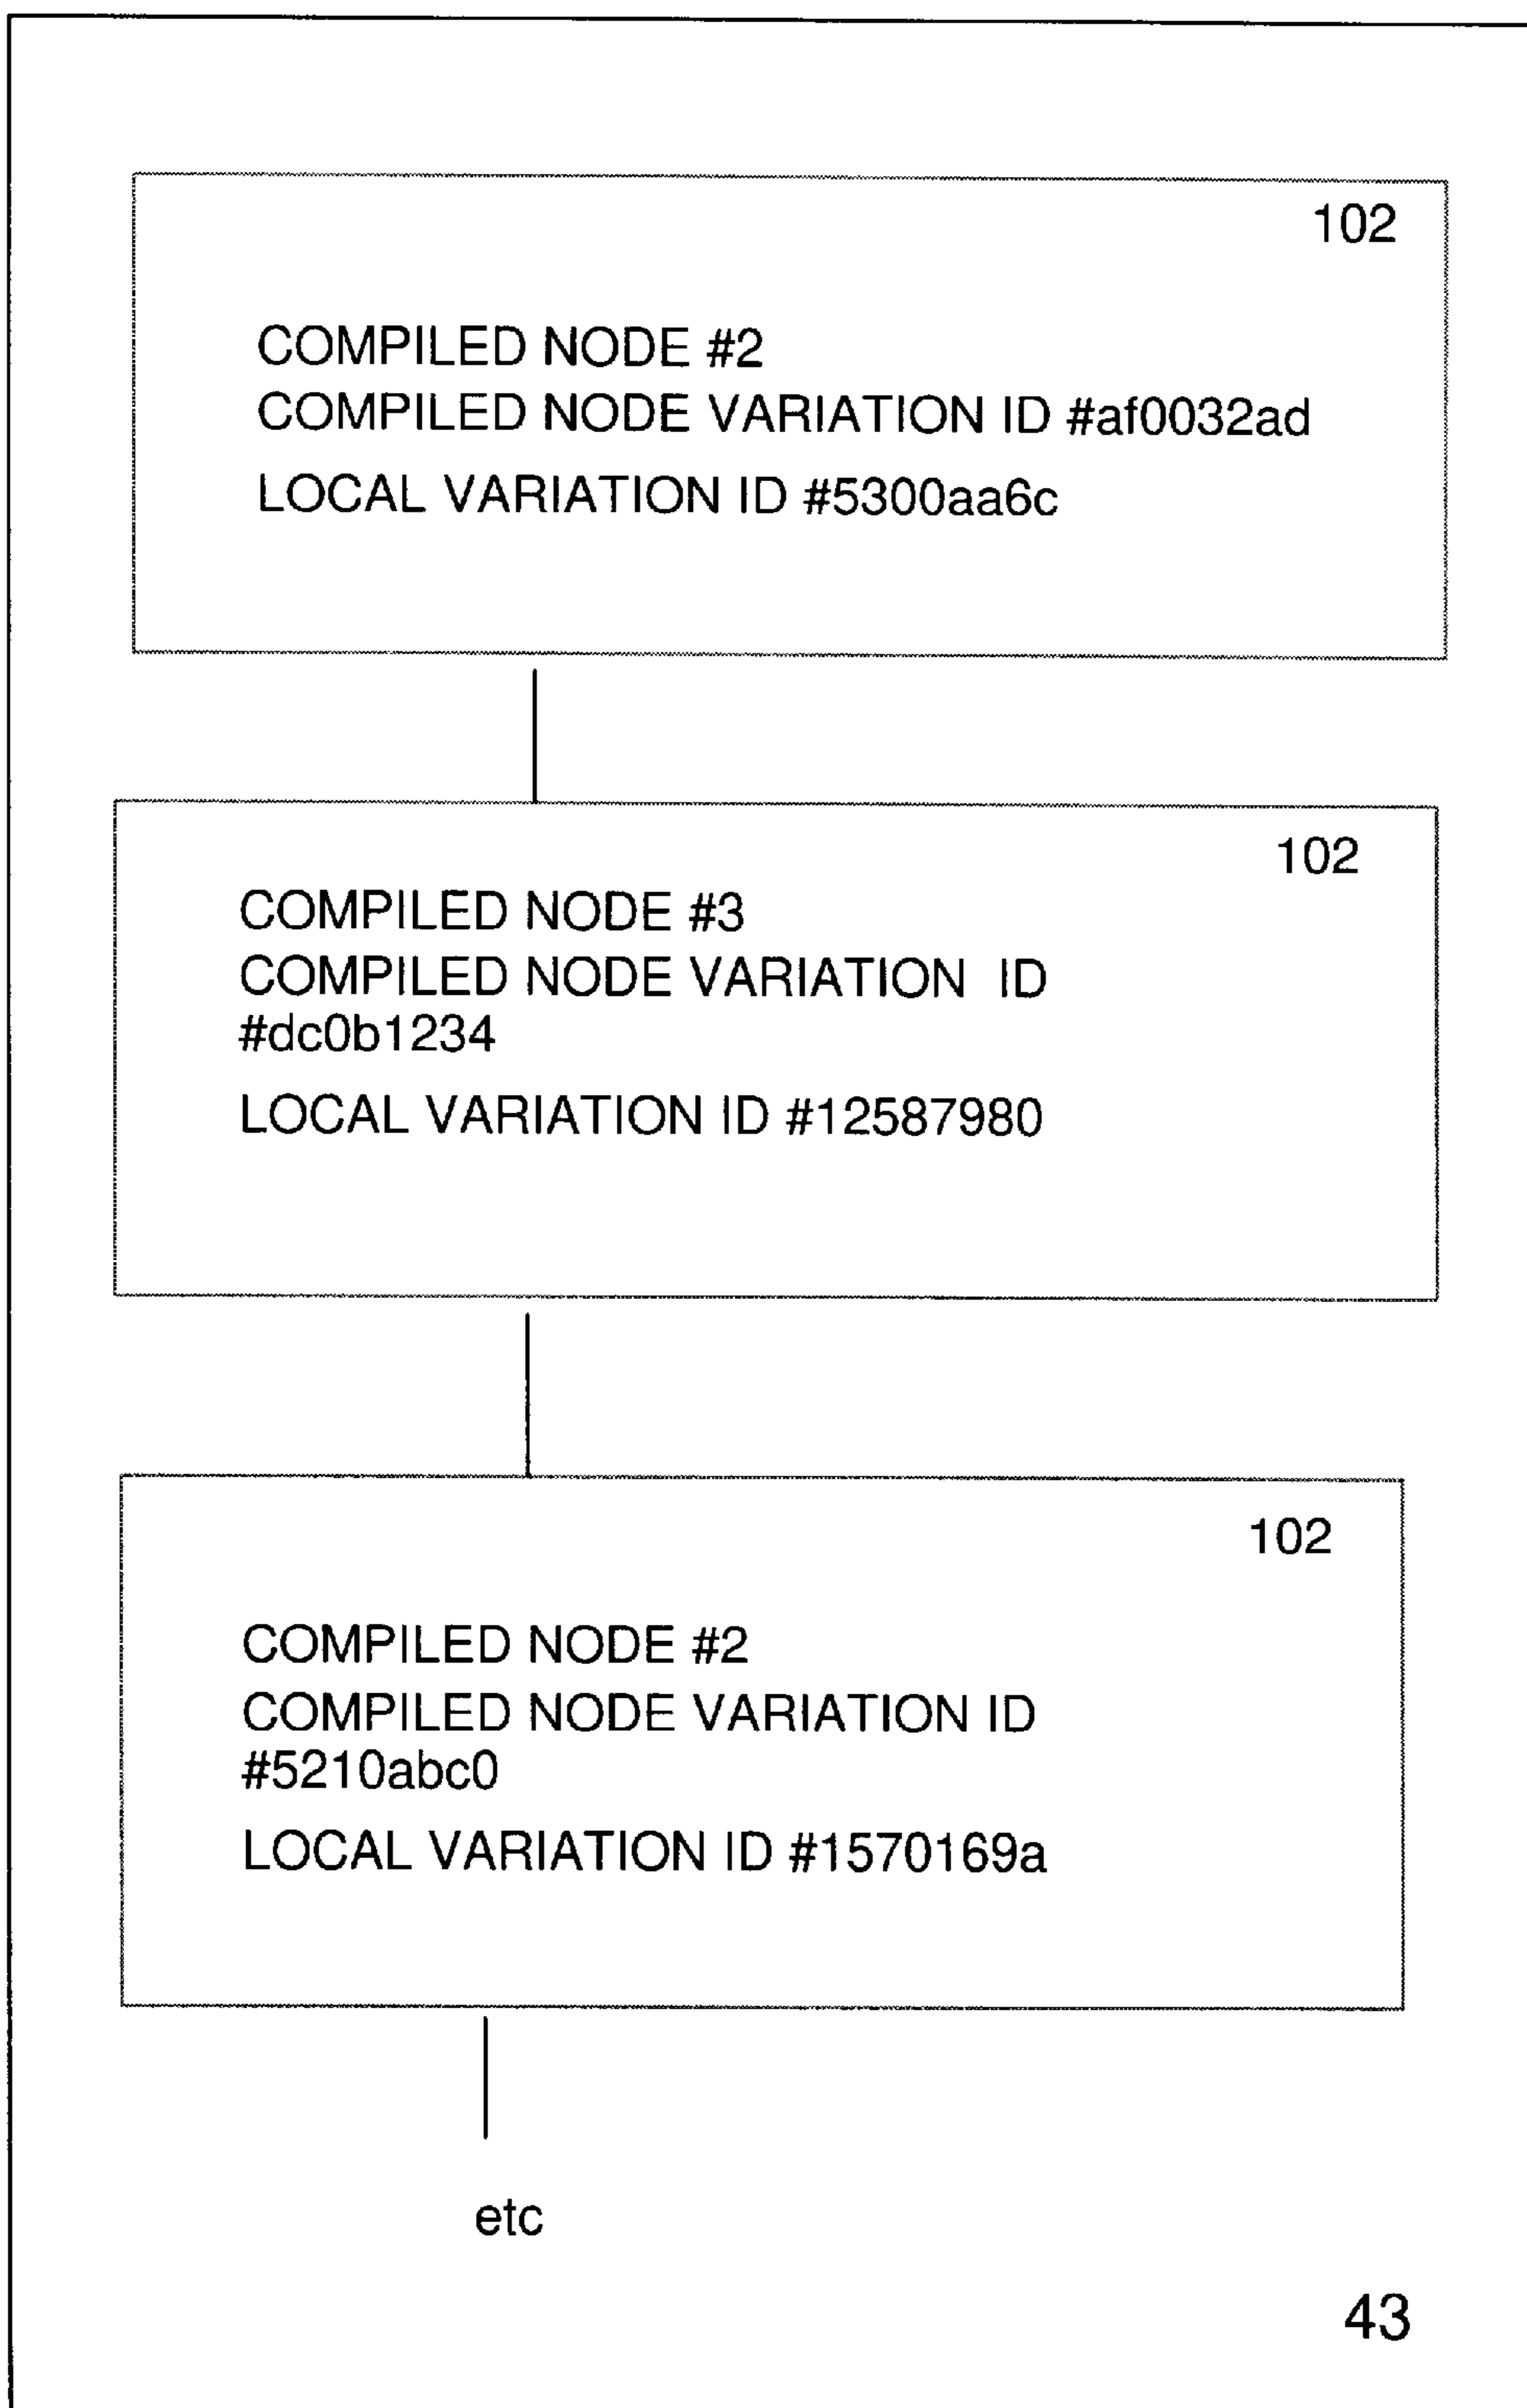 102
COMPILED NODE #2
COMPILED NODE VARIATION ID #af0032ad
LOCAL VARIATION ID #5300aa6c
102
COMPILED NODE #3
COMPILED NODE VARIATION ID
#dc0b1234
LOCAL VARIATION ID #12587980
102
COMPILED NODE #2
COMPILED NODE VARIATION ID
#5210abc0
LOCAL VARIATION ID #1570169a
etc
43